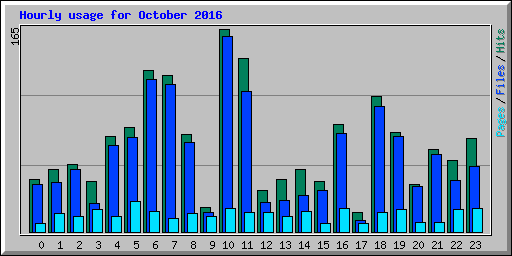 Hourly usage for October 2016
165
Pages/Files/Hits
0 1 2 3 4 5 6 7 8 9 10 11 12 13 14 15 16 17 18 19 20 21 22 23